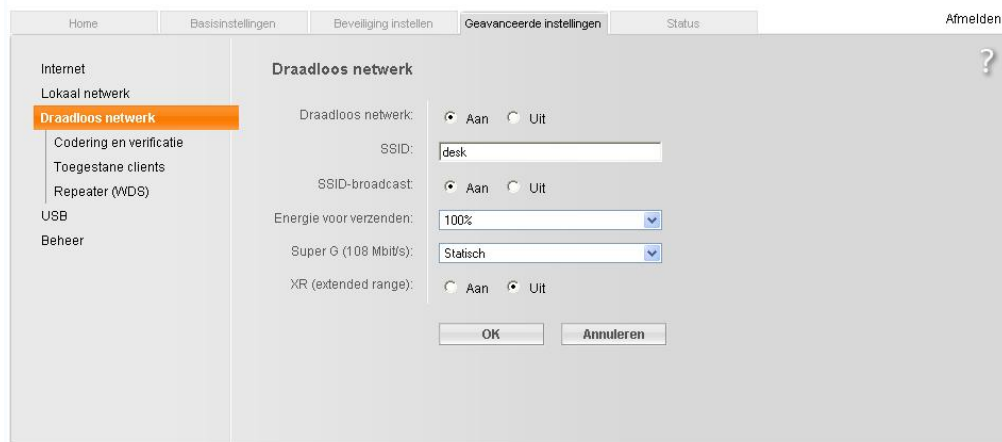 Home Basisinstellingen Beveiliging instellen Geavanceerde instellingen Status Afmelden
Internet
Lokaal netwerk
Draadloos netwerk
Codering en verificatie
Toegestane clients
Repeater (WDS)
USB
Beheer
Draadloos netwerk
Draadloos netwerk: Aan Uit
SSID: desk
SSID-broadcast: Aan Uit
Energie voor verzenden: 100%
Super G (108 Mbit/s): Statisch
XR (extended range): Aan Uit
OK Annuleren
?